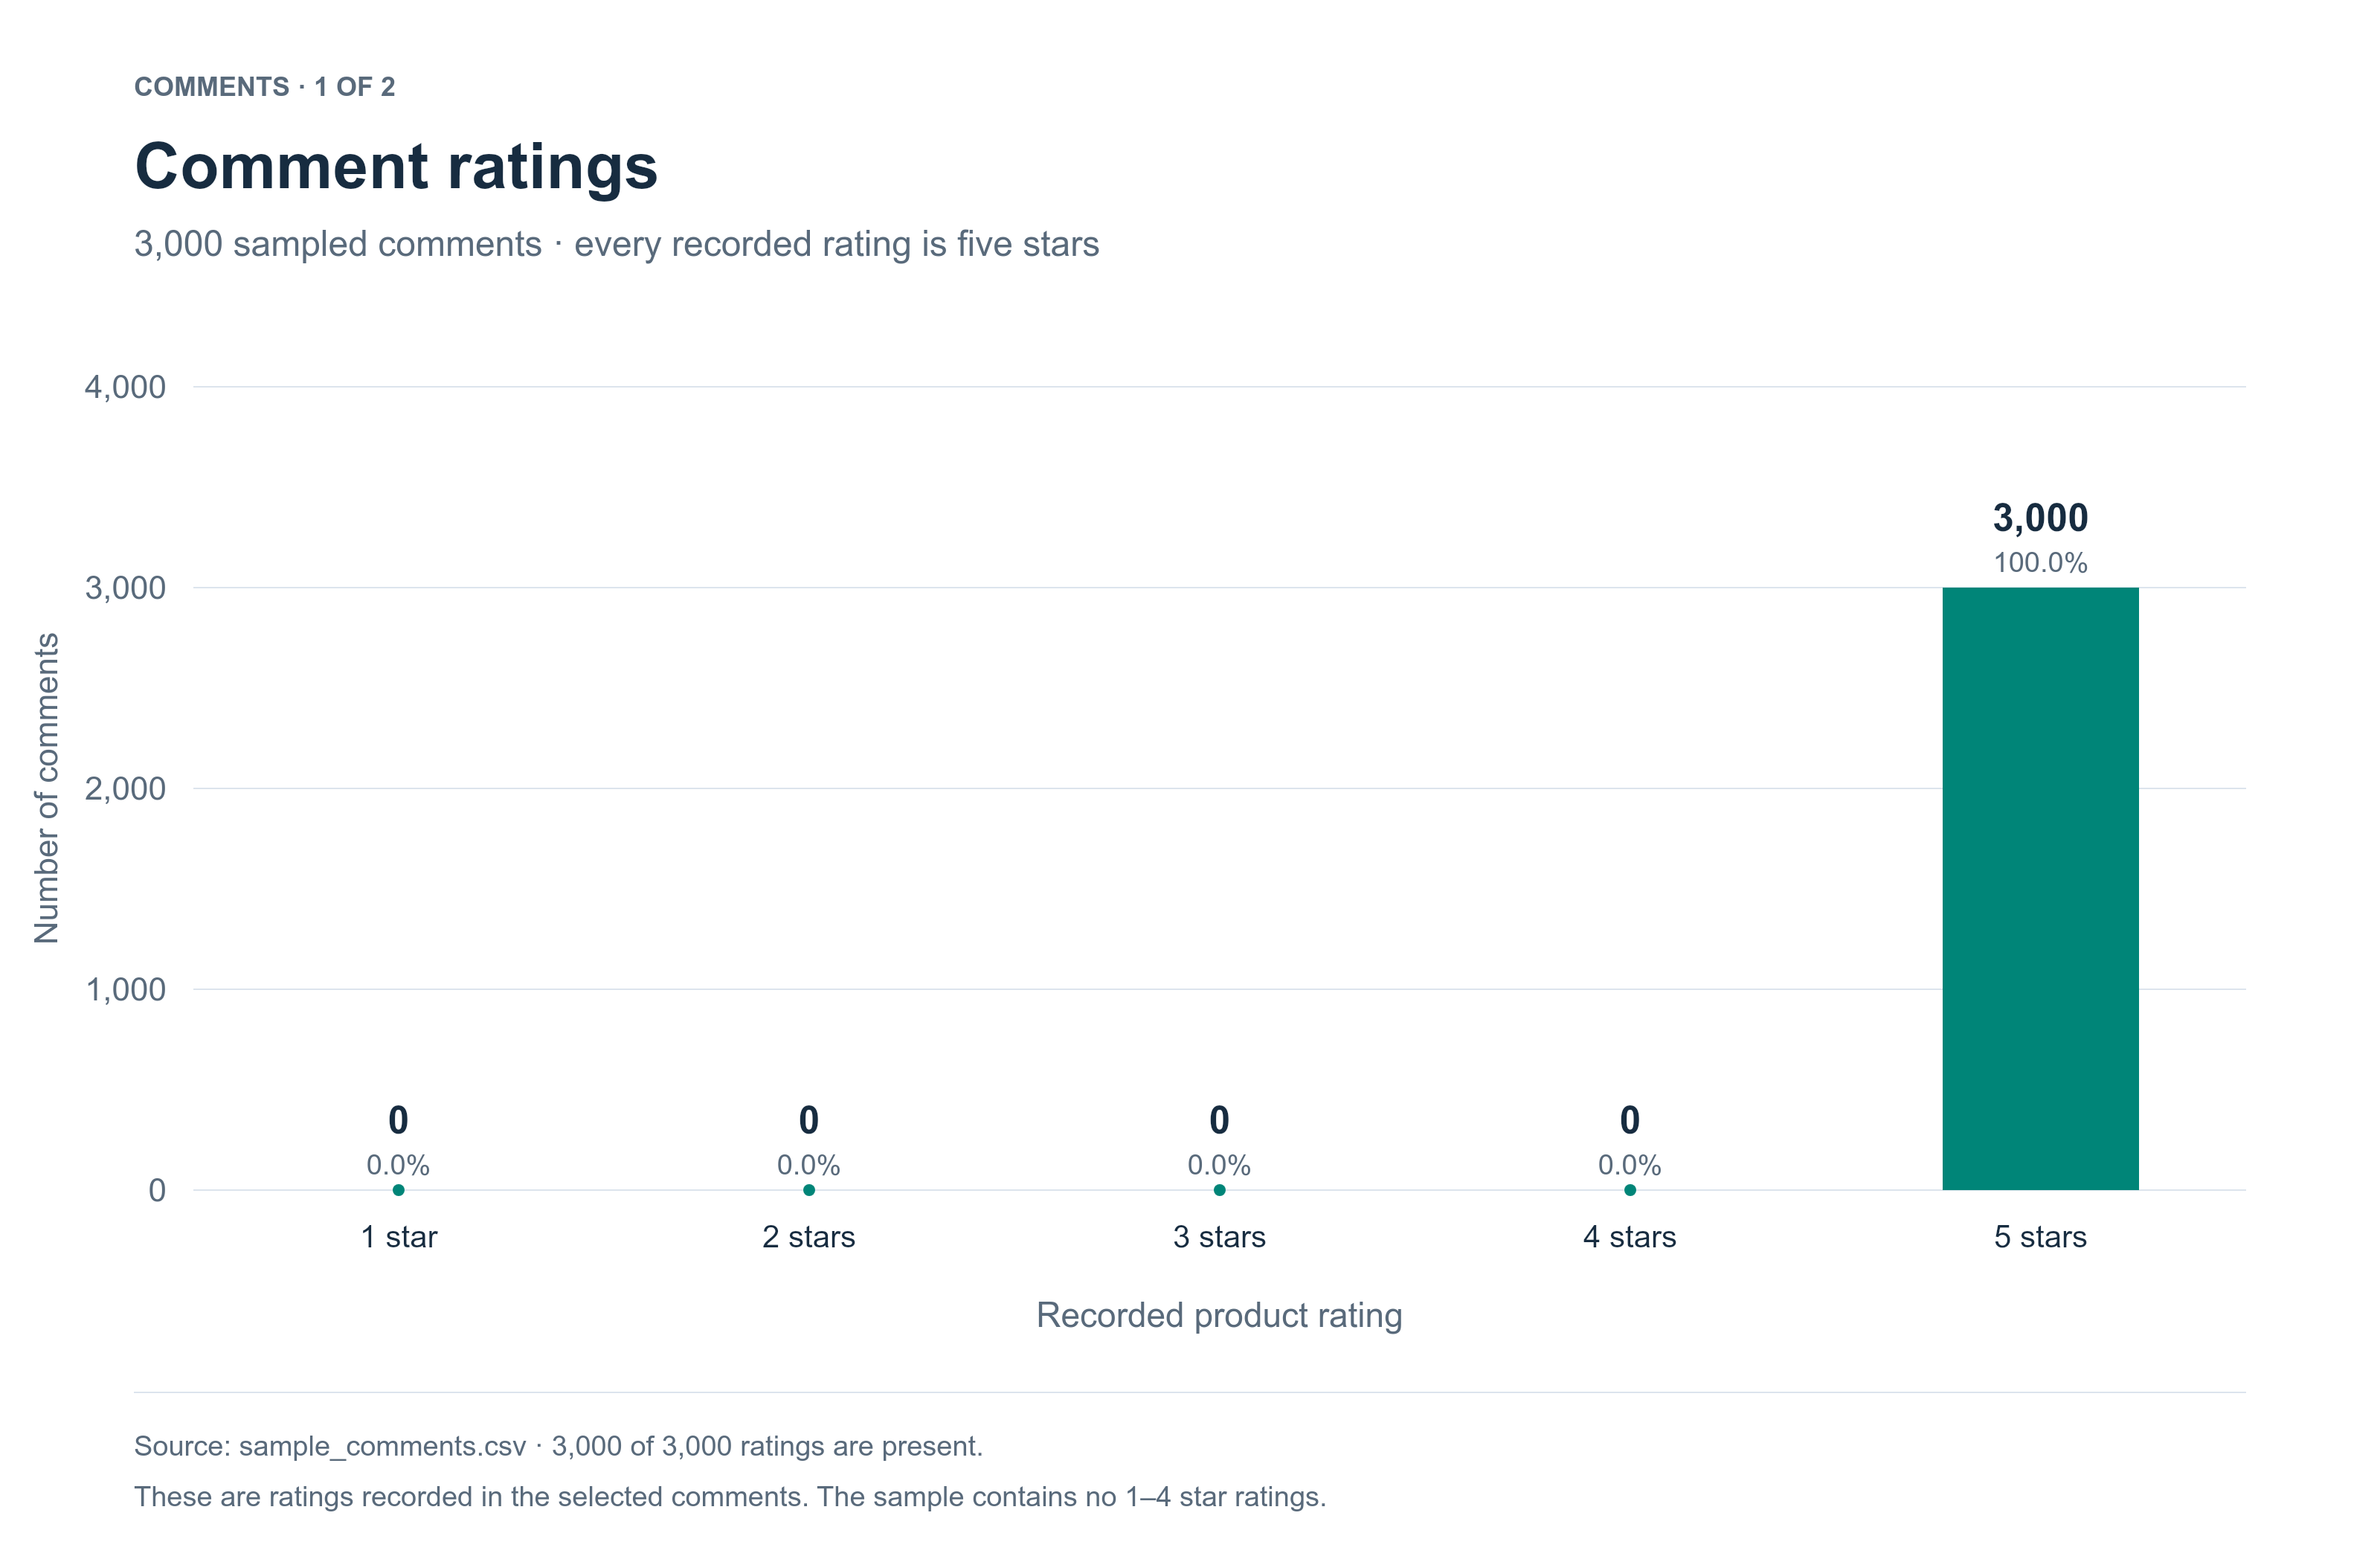 COMMENTS · 1 OF 2
Comment ratings
3,000 sampled comments · every recorded rating is five stars
4,000
3,000
2,000
1,000
0
Number of comments
0
0.0%
0
0.0%
0
0.0%
0
0.0%
3,000
100.0%
1 star
2 stars
3 stars
4 stars
5 stars
Recorded product rating
Source: sample_comments.csv · 3,000 of 3,000 ratings are present.
These are ratings recorded in the selected comments. The sample contains no 1–4 star ratings.